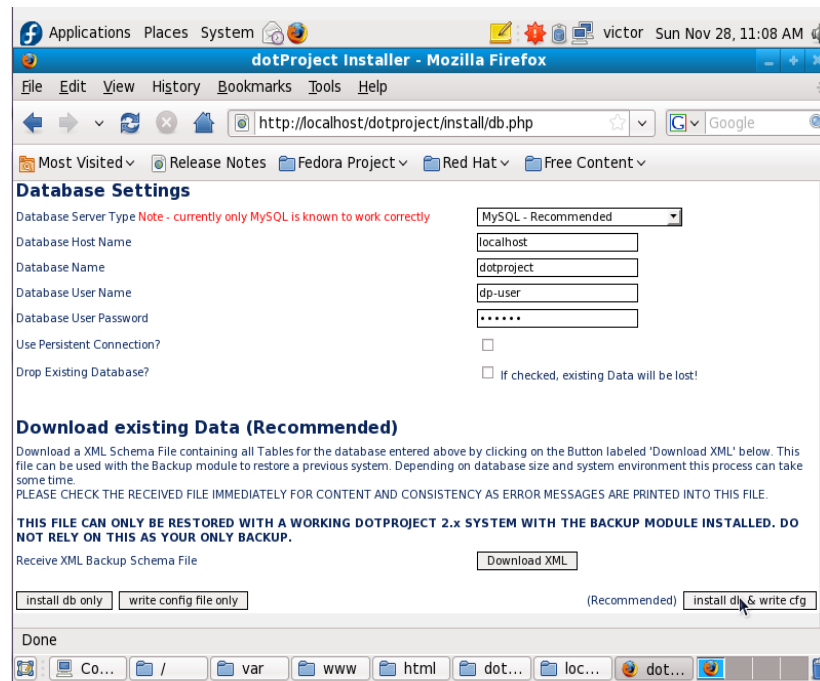 Applications Places System victor Sun Nov 28, 11:08 AM
dotProject Installer - Mozilla Firefox
File Edit View History Bookmarks Tools Help
http://localhost/dotproject/install/db.php G Google
Most Visited Release Notes Fedora Project Red Hat Free Content
Database Settings
Database Server Type Note - currently only MySQL is known to work correctly MySQL - Recommended
Database Host Name localhost
Database Name dotproject
Database User Name dp-user
Database User Password ••••••
Use Persistent Connection?
Drop Existing Database? If checked, existing Data will be lost!
Download existing Data (Recommended)
Download a XML Schema File containing all Tables for the database entered above by clicking on the Button labeled 'Download XML' below. This
file can be used with the Backup module to restore a previous system. Depending on database size and system environment this process can take
some time.
PLEASE CHECK THE RECEIVED FILE IMMEDIATELY FOR CONTENT AND CONSISTENCY AS ERROR MESSAGES ARE PRINTED INTO THIS FILE.
THIS FILE CAN ONLY BE RESTORED WITH A WORKING DOTPROJECT 2.x SYSTEM WITH THE BACKUP MODULE INSTALLED. DO
NOT RELY ON THIS AS YOUR ONLY BACKUP.
Receive XML Backup Schema File Download XML
install db only write config file only (Recommended) install db & write cfg
Done
Co... / var www html dot... loc... dot...